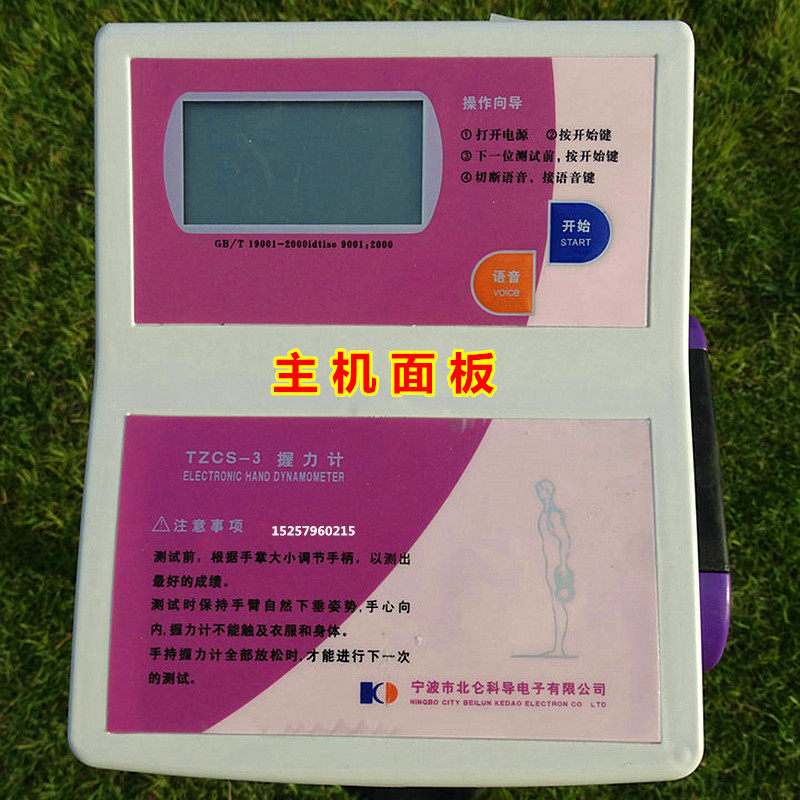 操作向导
①打开电源 ②按开始键
③下一位测试前,按开始键
④切断语音,接语音键
GB/T 19001-2000idtlao 9001;2000
开始
START
语音
VOICE
主机面板
TZCS-3 握力计
ELECTRONIC HAND DYNAMOMETER
⚠注意事项
15257960215
测试前,根据手掌大小调节手柄,以测出
最好的成绩。
测试时保持手臂自然下垂姿势,手心向
内,握力计不能触及衣服和身体。
手持握力计全部放松时,才能进行下一次
的测试。
KD 宁波市北仑科导电子有限公司
NINGBO CITY BEILUN KEDAO ELECTRON CO LTD